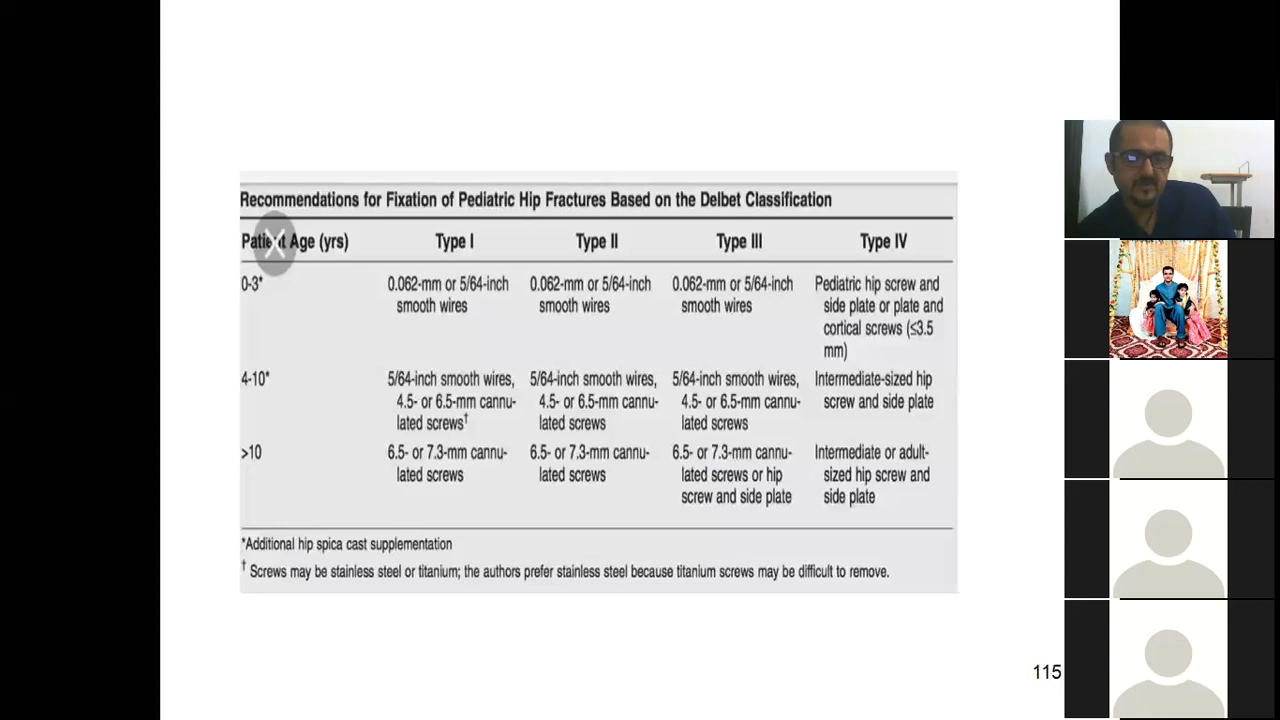 Recommendations for Fixation of Pediatric Hip Fractures Based on the Delbet Classification
Patient Age (yrs) Type I Type II Type III Type IV
0-3* 0.062-mm or 5/64-inch 0.062-mm or 5/64-inch 0.062-mm or 5/64-inch Pediatric hip screw and
smooth wires smooth wires smooth wires side plate or plate and
cortical screws (≤3.5
mm)
4-10* 5/64-inch smooth wires, 5/64-inch smooth wires, 5/64-inch smooth wires, Intermediate-sized hip
4.5- or 6.5-mm cannu- 4.5- or 6.5-mm cannu- 4.5- or 6.5-mm cannu- screw and side plate
lated screws† lated screws lated screws
>10 6.5- or 7.3-mm cannu- 6.5- or 7.3-mm cannu- 6.5- or 7.3-mm cannu- Intermediate or adult-
lated screws lated screws lated screws or hip sized hip screw and
screw and side plate side plate
*Additional hip spica cast supplementation
† Screws may be stainless steel or titanium; the authors prefer stainless steel because titanium screws may be difficult to remove.
115